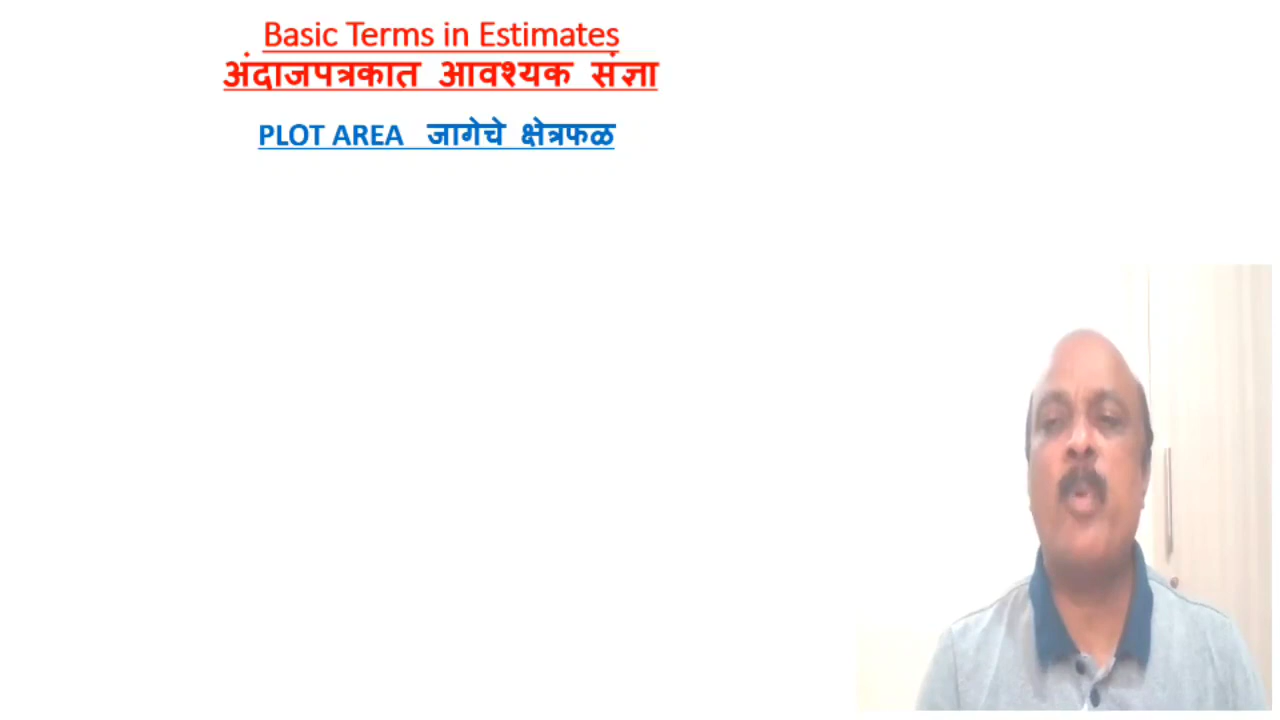 Basic Terms in Estimates
अंदाजपत्रकात आवश्यक संज्ञा
PLOT AREA जागेचे क्षेत्रफळ